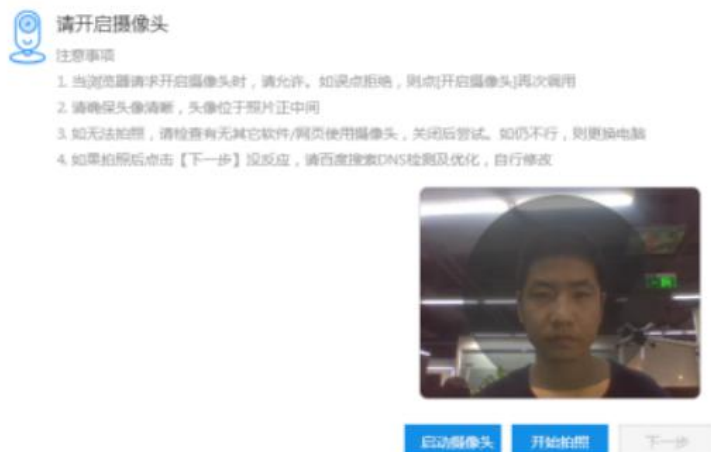 请开启摄像头
注意事项
1. 当浏览器请求开启摄像头时，请允许。如误点拒绝，则点[开启摄像头]再次调用
2. 请确保头像清晰，头像位于照片正中间
3. 如无法拍照，请检查有无其它软件/网页使用摄像头，关闭后尝试。如仍不行，则更换电脑
4. 如果拍照后点击【下一步】没反应，请百度搜索DNS检测及优化，自行修改
启动摄像头
开始拍照
下一步